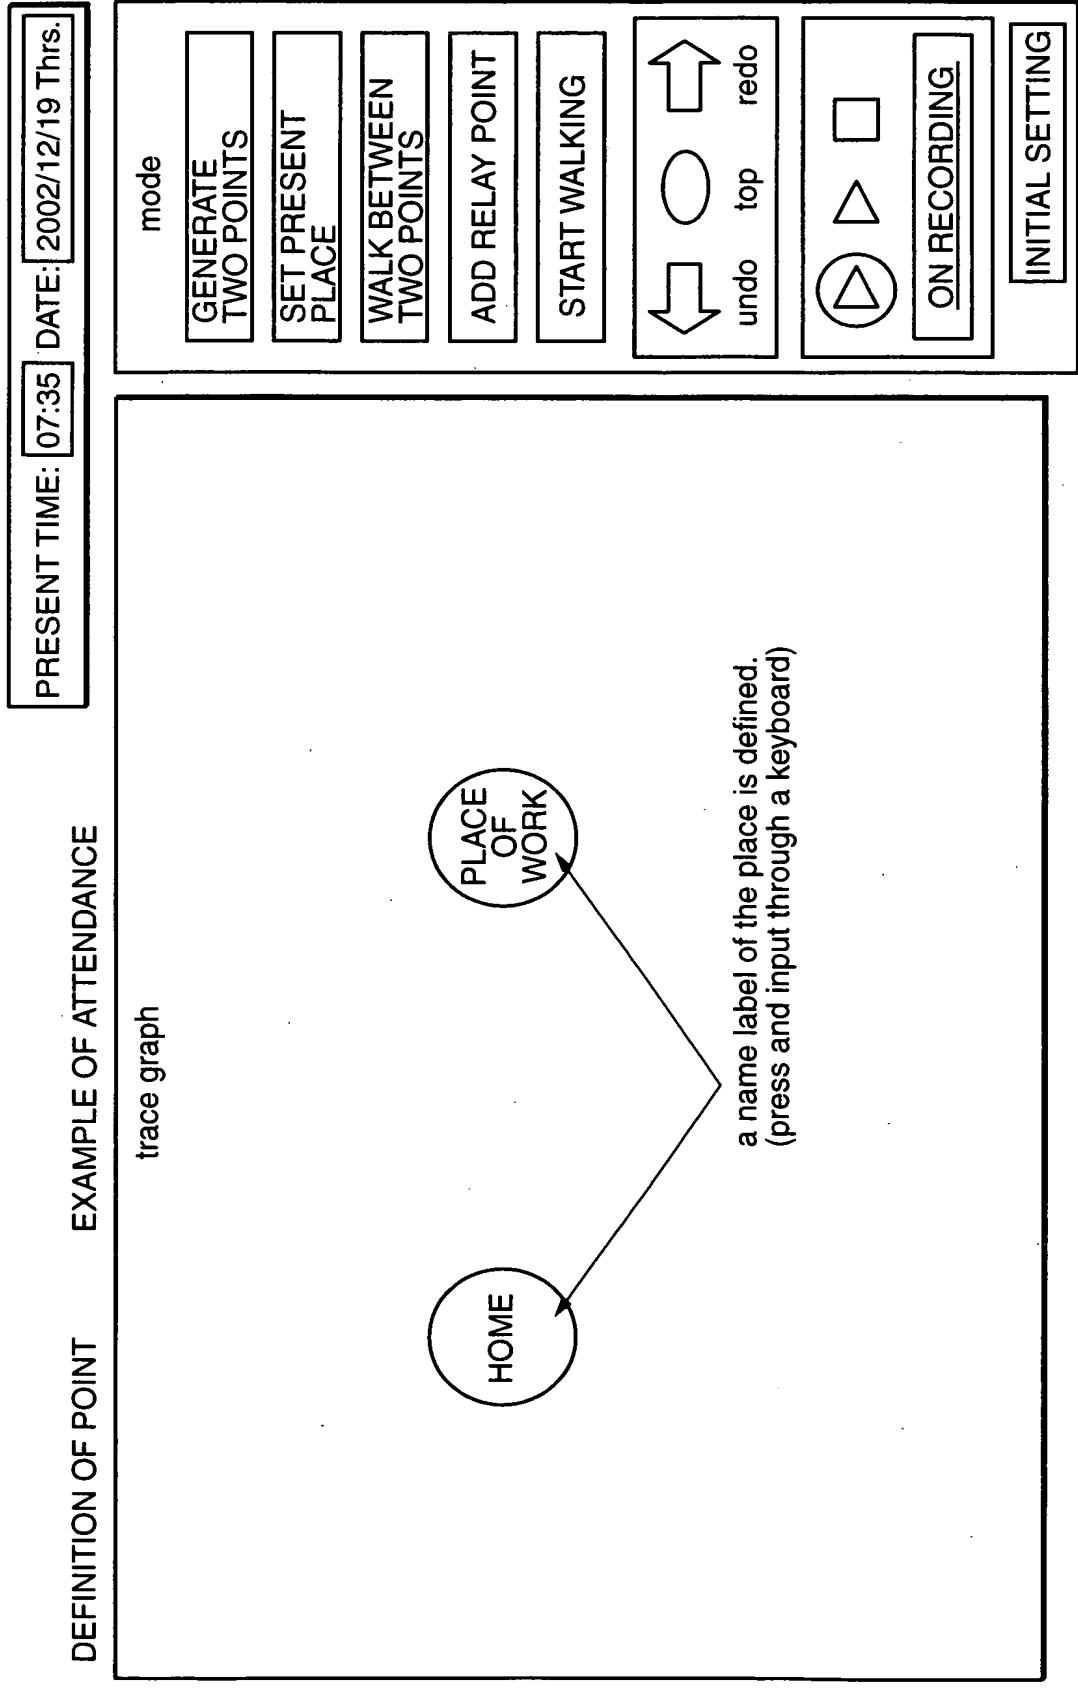 PRESENT TIME: 07:35 DATE: 2002/12/19 Thrs.
DEFINITION OF POINT EXAMPLE OF ATTENDANCE
trace graph
HOME
PLACE
OF
WORK
a name label of the place is defined.
(press and input through a keyboard)
mode
GENERATE
TWO POINTS
SET PRESENT
PLACE
WALK BETWEEN
TWO POINTS
ADD RELAY POINT
START WALKING
undo top redo
ON RECORDING
INITIAL SETTING